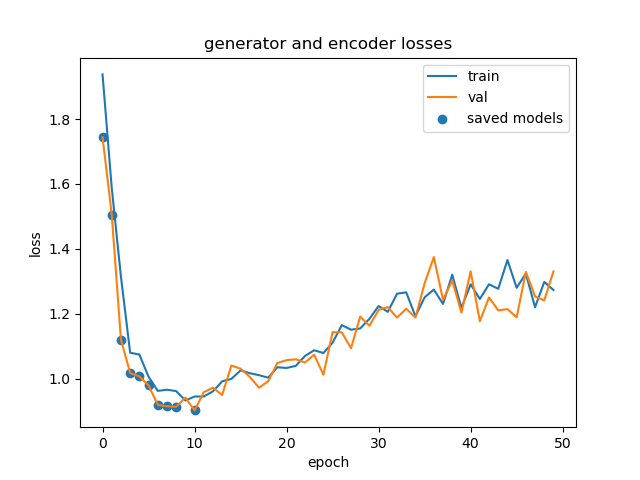 generator and encoder losses
train
val
saved models
1.8
1.6
1.4
1.2
1.0
loss
0 10 20 30 40 50
epoch